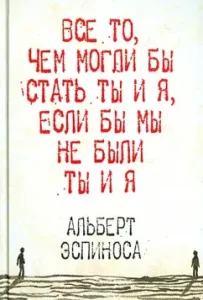 ВСЕ ТО,
ЧЕМ МОГЛИ БЫ
СТАТЬ ТЫ И Я,
ЕСЛИ БЫ МЫ
НЕ БЫЛИ
ТЫ И Я
АЛЬБЕРТ
ЭСПИНОСА